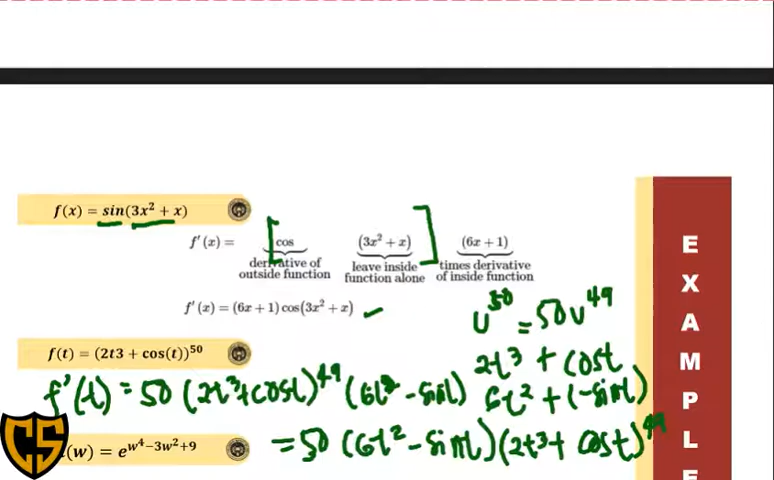 f(x) = sin(3x² + x)
f′(x) = cos (3x² + x) (6x + 1)
derivative of outside function leave inside function alone times derivative of inside function
f′(x) = (6x + 1) cos(3x² + x)
u⁵⁰ = 50u⁴⁹
f(t) = (2t3 + cos(t))⁵⁰
2t³ + cost
f'(t) = 50 (2t³+cost)⁴⁹ (6t² - sint)
6t² + (-sint)
= 50 (6t² - sint)(2t³+ cost)⁴⁹
(w) = e^{w⁴−3w²+9}
CS
E
X
A
M
P
L
E